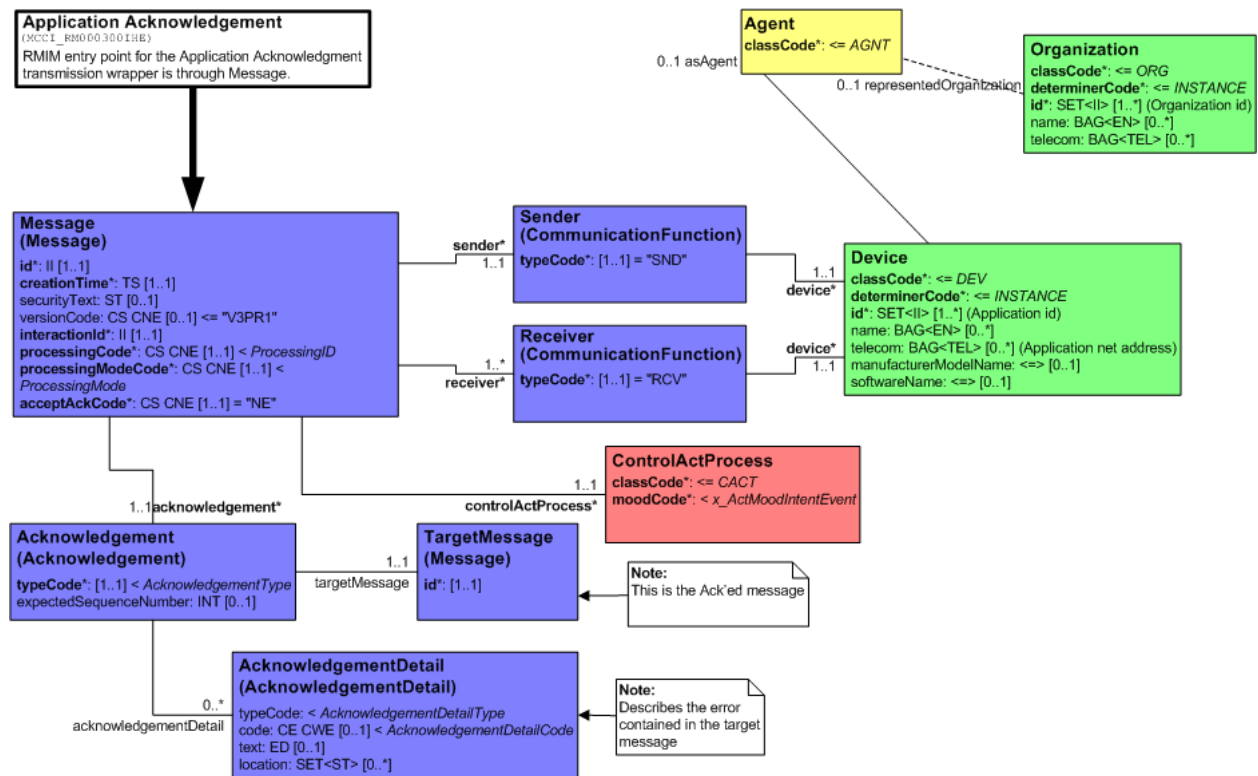 Application Acknowledgement
(MCCI_RM000300IHE)
RMIM entry point for the Application Acknowledgment
transmission wrapper is through Message.
Agent
classCode*: <= AGNT
0..1 asAgent
0..1 representedOrganization
Organization
classCode*: <= ORG
determinerCode*: <= INSTANCE
id*: SET<II> [1..*] (Organization id)
name: BAG<EN> [0..*]
telecom: BAG<TEL> [0..*]
Message
(Message)
id*: II [1..1]
creationTime*: TS [1..1]
securityText: ST [0..1]
versionCode: CS CNE [0..1] <= "V3PR1"
interactionId*: II [1..1]
processingCode*: CS CNE [1..1] < ProcessingID
processingModeCode*: CS CNE [1..1] <
ProcessingMode
acceptAckCode*: CS CNE [1..1] = "NE"
sender*
1..1
Sender
(CommunicationFunction)
typeCode*: [1..1] = "SND"
1..1
device*
1..*
receiver*
Receiver
(CommunicationFunction)
typeCode*: [1..1] = "RCV"
device*
1..1
Device
classCode*: <= DEV
determinerCode*: <= INSTANCE
id*: SET<II> [1..*] (Application id)
name: BAG<EN> [0..*]
telecom: BAG<TEL> [0..*] (Application net address)
manufacturerModelName: <=> [0..1]
softwareName: <=> [0..1]
1..1
controlActProcess*
ControlActProcess
classCode*: <= CACT
moodCode*: < x_ActMoodIntentEvent
1..1acknowledgement*
Acknowledgement
(Acknowledgement)
typeCode*: [1..1] < AcknowledgementType
expectedSequenceNumber: INT [0..1]
1..1
targetMessage
TargetMessage
(Message)
id*: [1..1]
Note:
This is the Ack'ed message
0..*
acknowledgementDetail
AcknowledgementDetail
(AcknowledgementDetail)
typeCode: < AcknowledgementDetailType
code: CE CWE [0..1] < AcknowledgementDetailCode
text: ED [0..1]
location: SET<ST> [0..*]
Note:
Describes the error
contained in the target
message